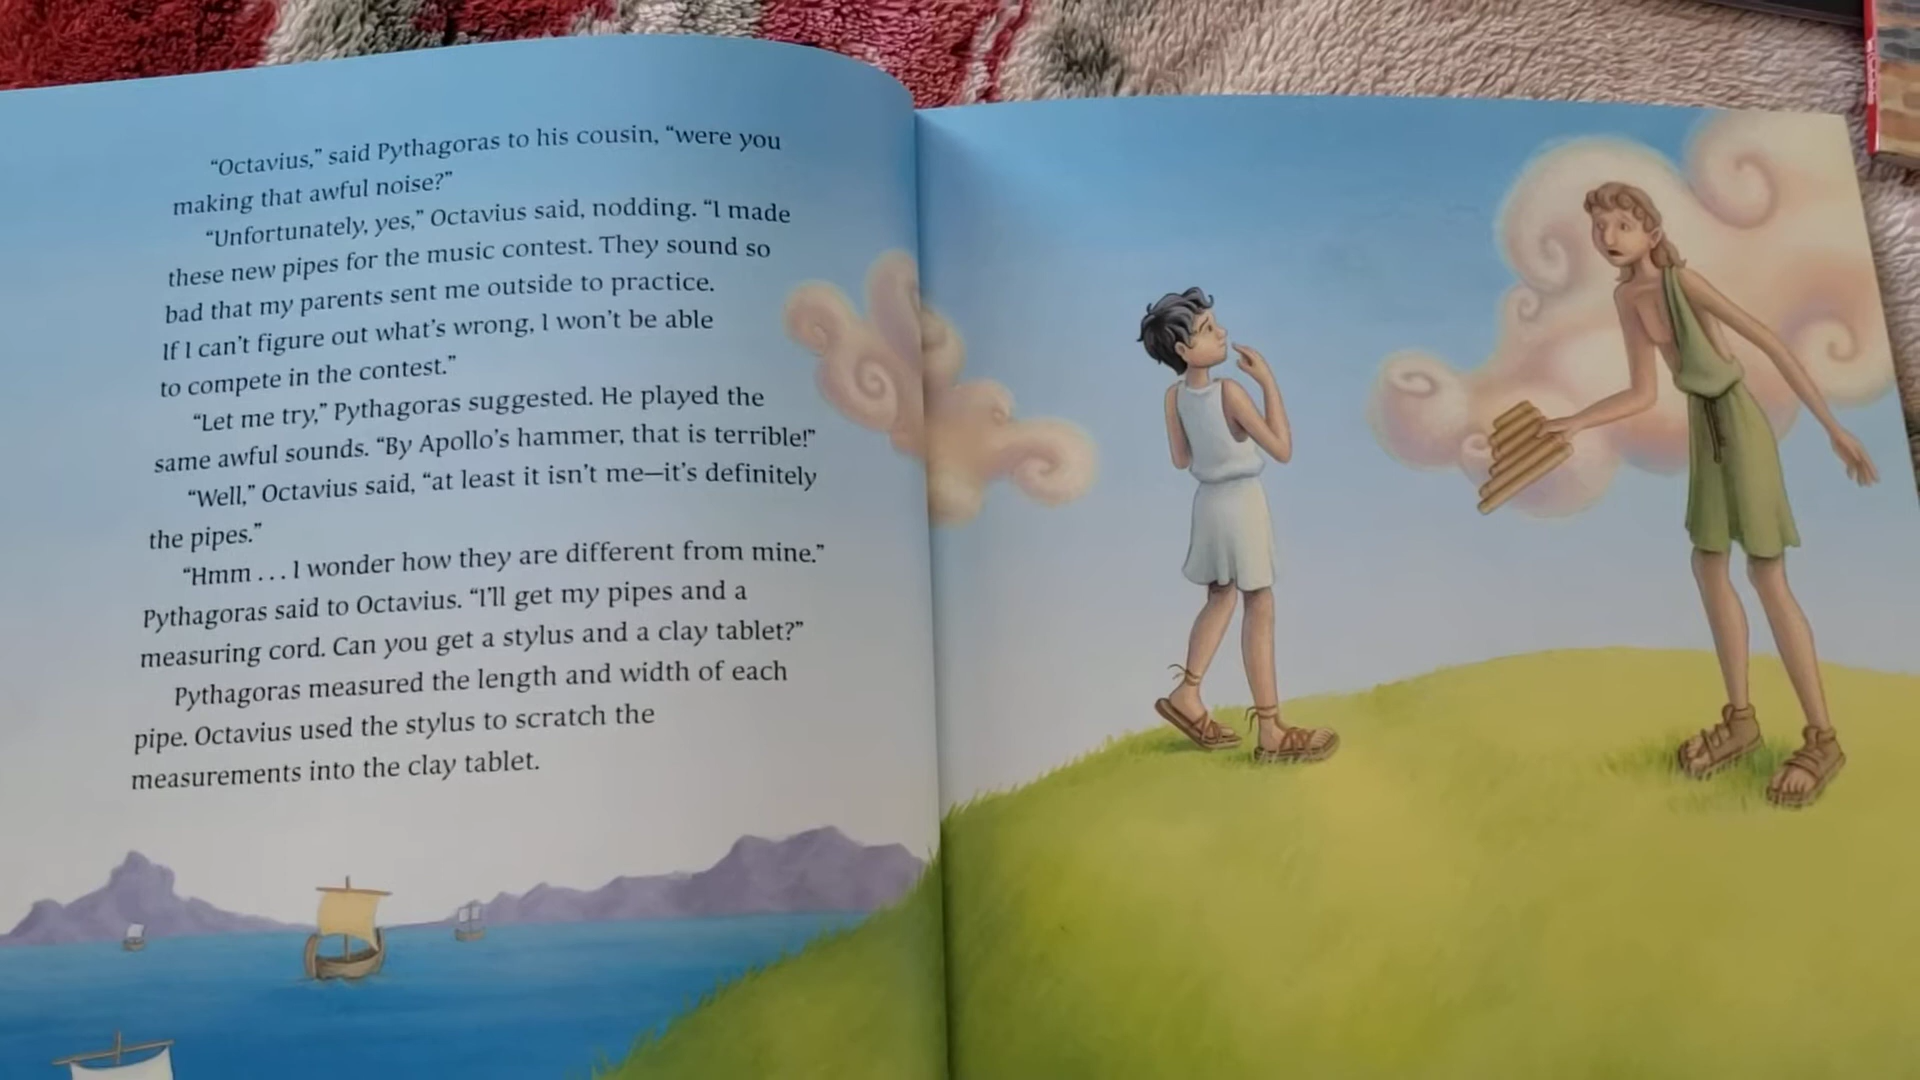 “Octavius,” said Pythagoras to his cousin, “were you
making that awful noise?”
“Unfortunately, yes,” Octavius said, nodding. “I made
these new pipes for the music contest. They sound so
bad that my parents sent me outside to practice.
If I can’t figure out what’s wrong, I won’t be able
to compete in the contest.”
“Let me try,” Pythagoras suggested. He played the
same awful sounds. “By Apollo’s hammer, that is terrible!”
“Well,” Octavius said, “at least it isn’t me—it’s definitely
the pipes.”
“Hmm . . . I wonder how they are different from mine.”
Pythagoras said to Octavius. “I’ll get my pipes and a
measuring cord. Can you get a stylus and a clay tablet?”
Pythagoras measured the length and width of each
pipe. Octavius used the stylus to scratch the
measurements into the clay tablet.